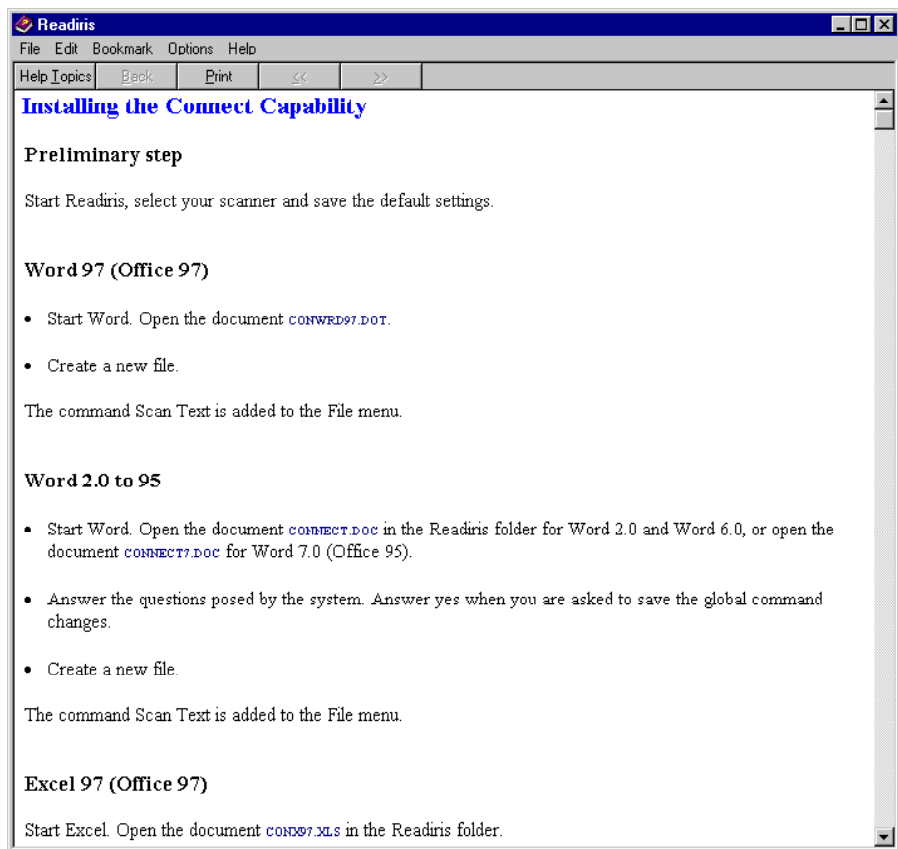 Readiris
File Edit Bookmark Options Help
Help Topics Back Print << >>
Installing the Connect Capability
Preliminary step
Start Readiris, select your scanner and save the default settings.
Word 97 (Office 97)
• Start Word. Open the document CONWRD97.DOT.
• Create a new file.
The command Scan Text is added to the File menu.
Word 2.0 to 95
• Start Word. Open the document CONNECT.DOC in the Readiris folder for Word 2.0 and Word 6.0, or open the
document CONNECT7.DOC for Word 7.0 (Office 95).
• Answer the questions posed by the system. Answer yes when you are asked to save the global command
changes.
• Create a new file.
The command Scan Text is added to the File menu.
Excel 97 (Office 97)
Start Excel. Open the document CONX97.XLS in the Readiris folder.